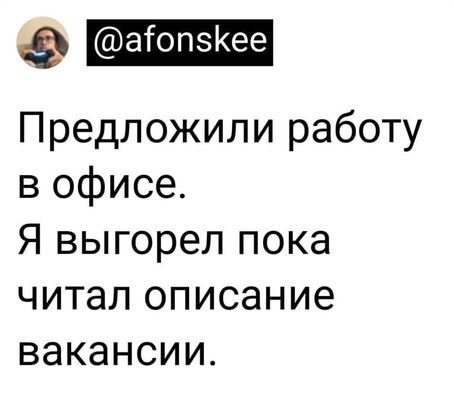 @afonskee
Предложили работу
в офисе.
Я выгорел пока
читал описание
вакансии.